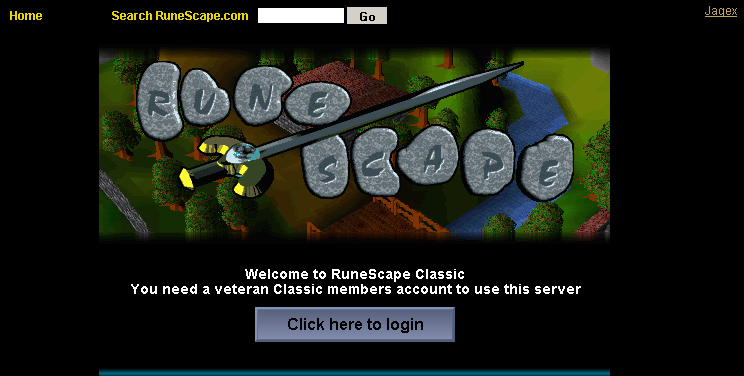 Home
Search RuneScape.com
Go
Jagex
RUNE
SCAPE
Welcome to RuneScape Classic
You need a veteran Classic members account to use this server
Click here to login